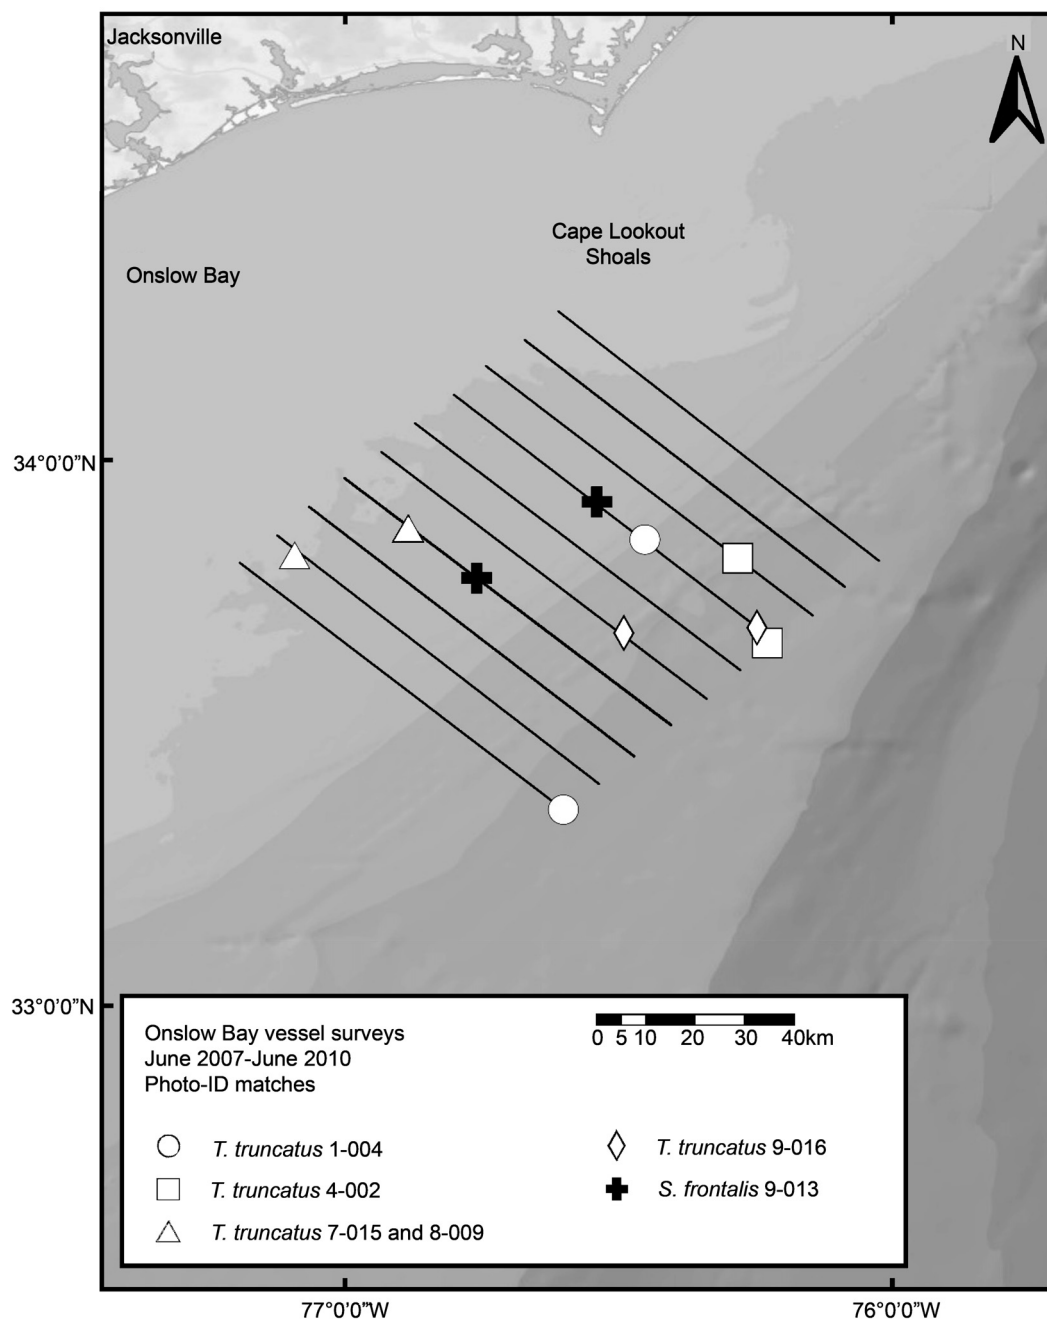 Jacksonville
N
Cape Lookout
Shoals
Onslow Bay
34°0'0"N
33°0'0"N
Onslow Bay vessel surveys
June 2007-June 2010
Photo-ID matches
0 5 10 20 30 40km
T. truncatus 1-004
T. truncatus 4-002
T. truncatus 7-015 and 8-009
T. truncatus 9-016
S. frontalis 9-013
77°0'0"W
76°0'0"W